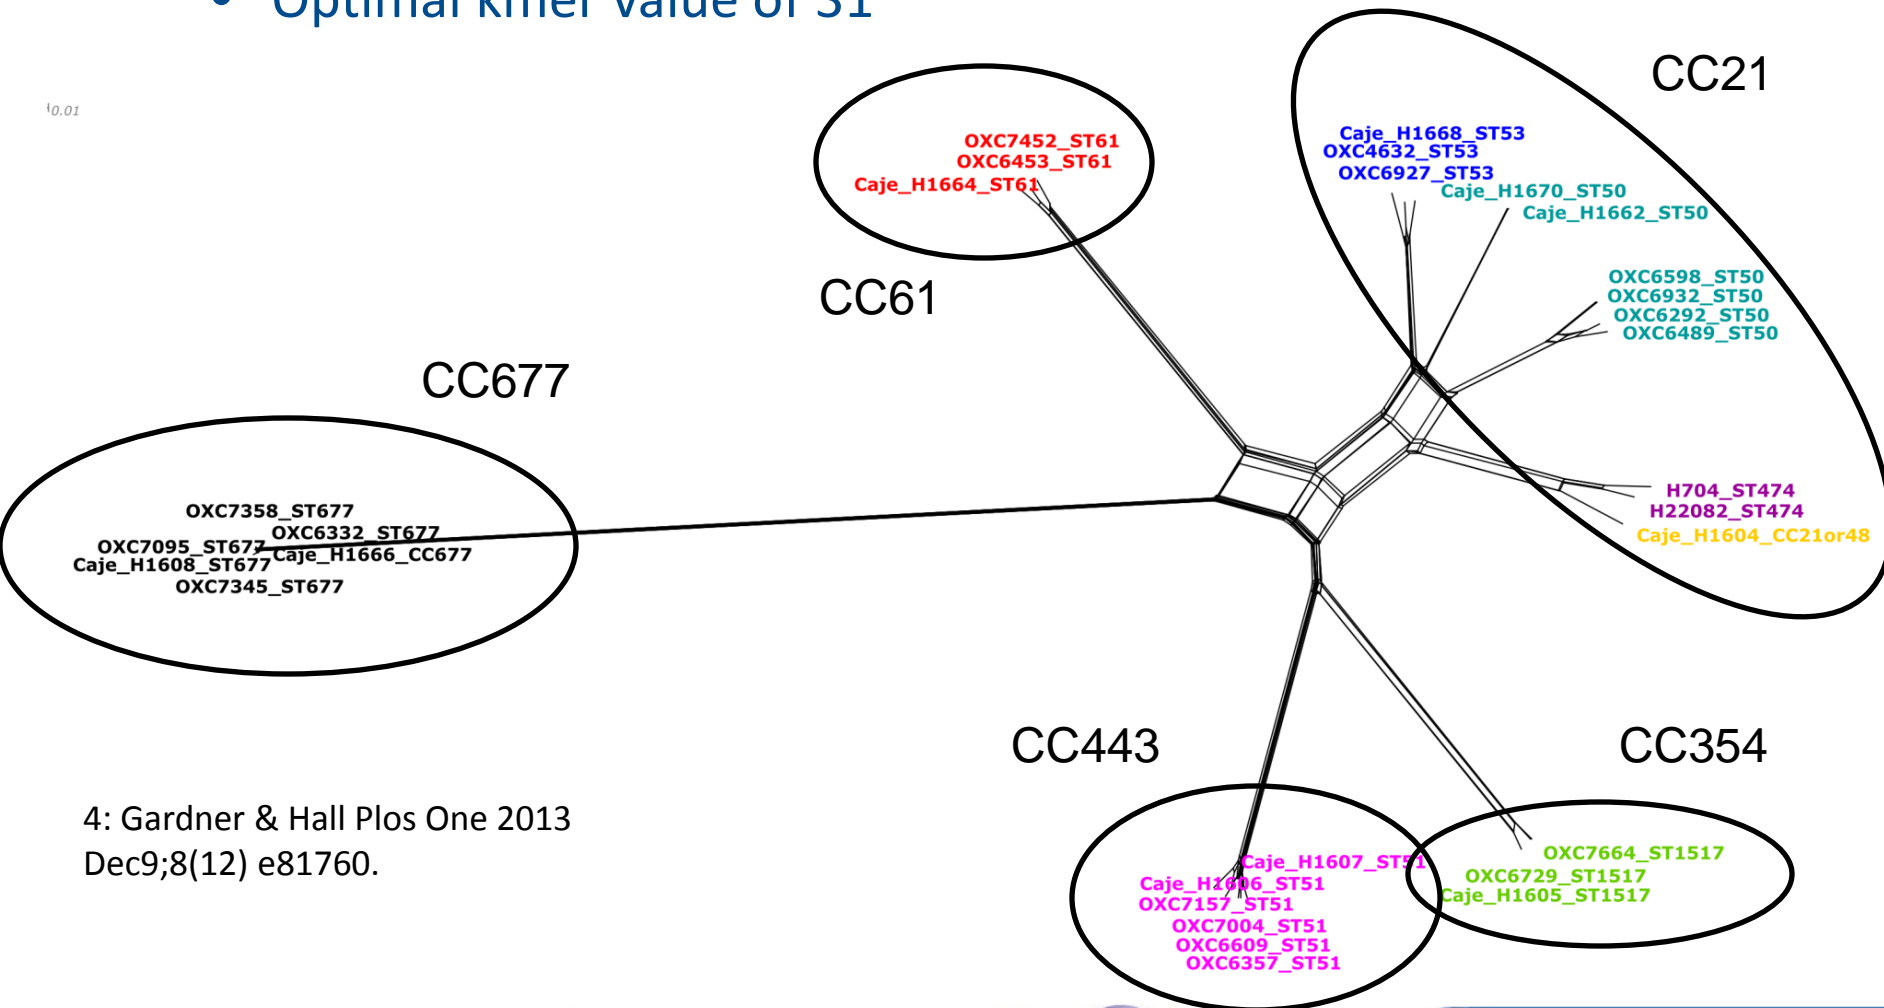 • Optimal kmer value of 31
0.01
CC21
OXC7452_ST61
OXC6453_ST61
Caje_H1664_ST61
CC61
Caje_H1668_ST53
OXC4632_ST53
OXC6927_ST53
Caje_H1670_ST50
Caje_H1662_ST50
OXC6598_ST50
OXC6932_ST50
OXC6292_ST50
OXC6489_ST50
CC677
OXC7358_ST677
OXC6332_ST677
OXC7095_ST677
Caje_H1666_CC677
Caje_H1608_ST677
OXC7345_ST677
H704_ST474
H22082_ST474
Caje_H1604_CC21or48
CC443
CC354
4: Gardner & Hall Plos One 2013
Dec9;8(12) e81760.
Caje_H1607_ST51
Caje_H1606_ST51
OXC7157_ST51
OXC7004_ST51
OXC6609_ST51
OXC6357_ST51
OXC7664_ST1517
OXC6729_ST1517
Caje_H1605_ST1517